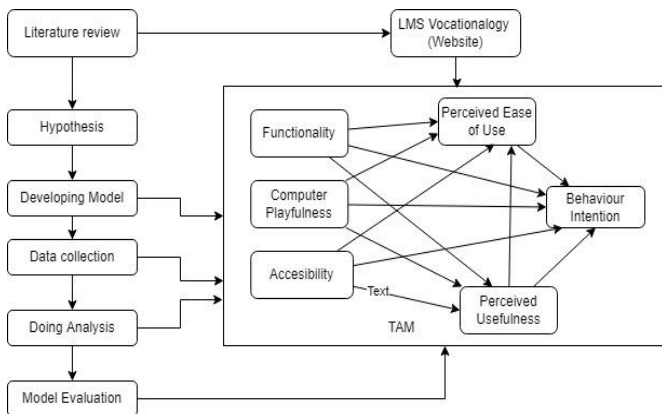 Literature review
LMS Vocationalogy
(Website)
Hypothesis
Developing Model
Data collection
Doing Analysis
Model Evaluation
Functionality
Computer
Playfulness
Accesibility
Perceived Ease
of Use
Behaviour
Intention
Text
Perceived
Usefulness
TAM